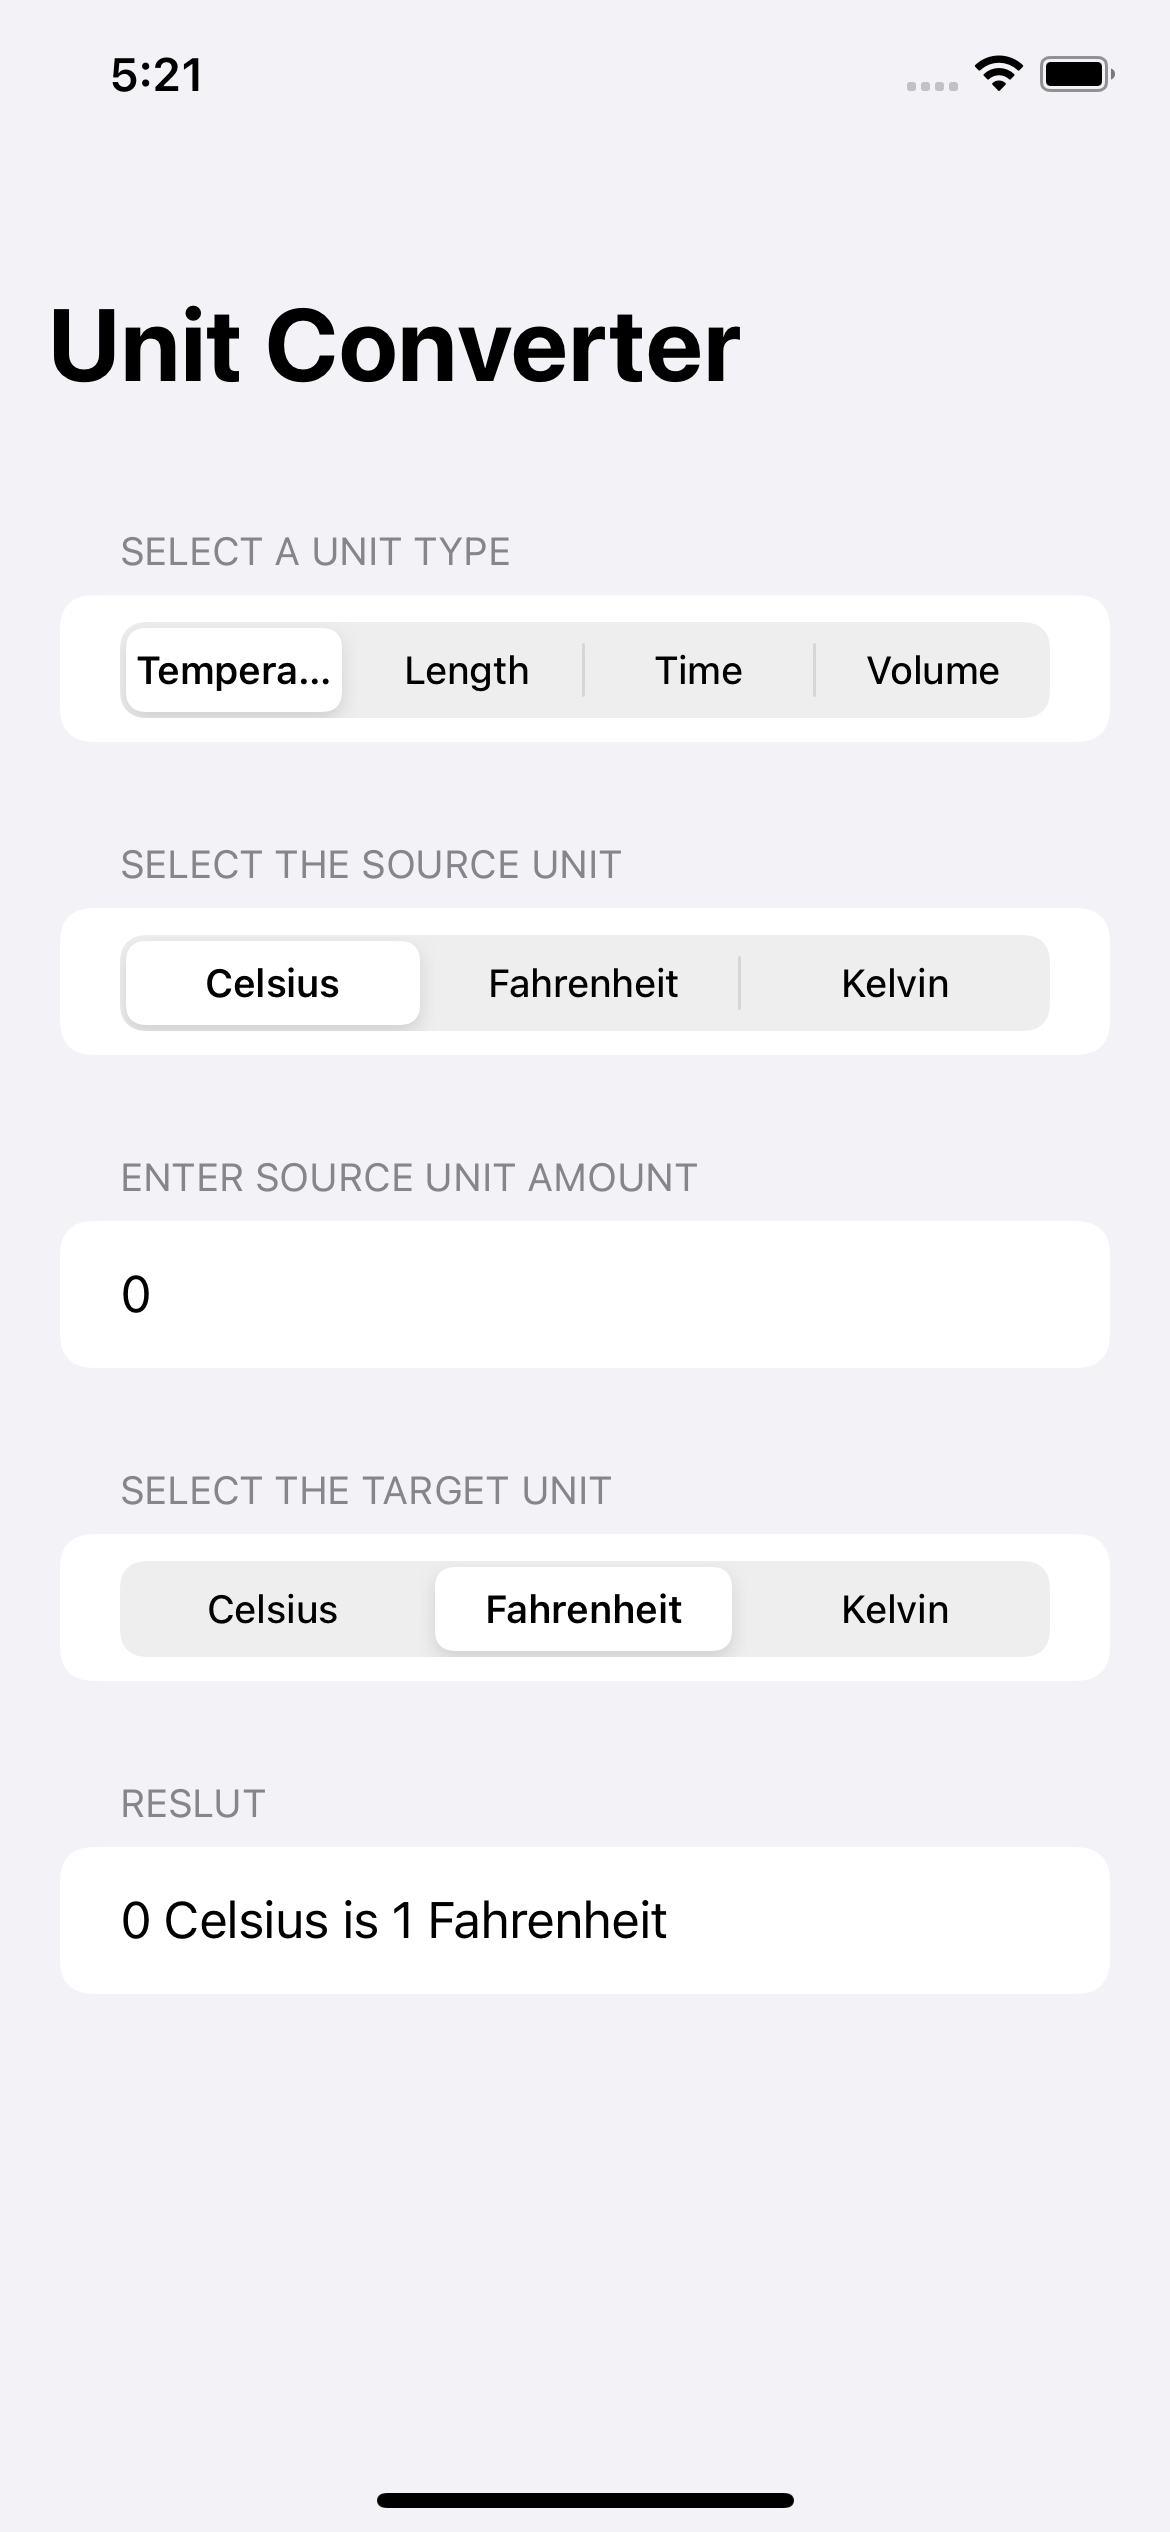 5:21
Unit Converter
SELECT A UNIT TYPE
Tempera... Length Time Volume
SELECT THE SOURCE UNIT
Celsius Fahrenheit Kelvin
ENTER SOURCE UNIT AMOUNT
0
SELECT THE TARGET UNIT
Celsius Fahrenheit Kelvin
RESLUT
0 Celsius is 1 Fahrenheit